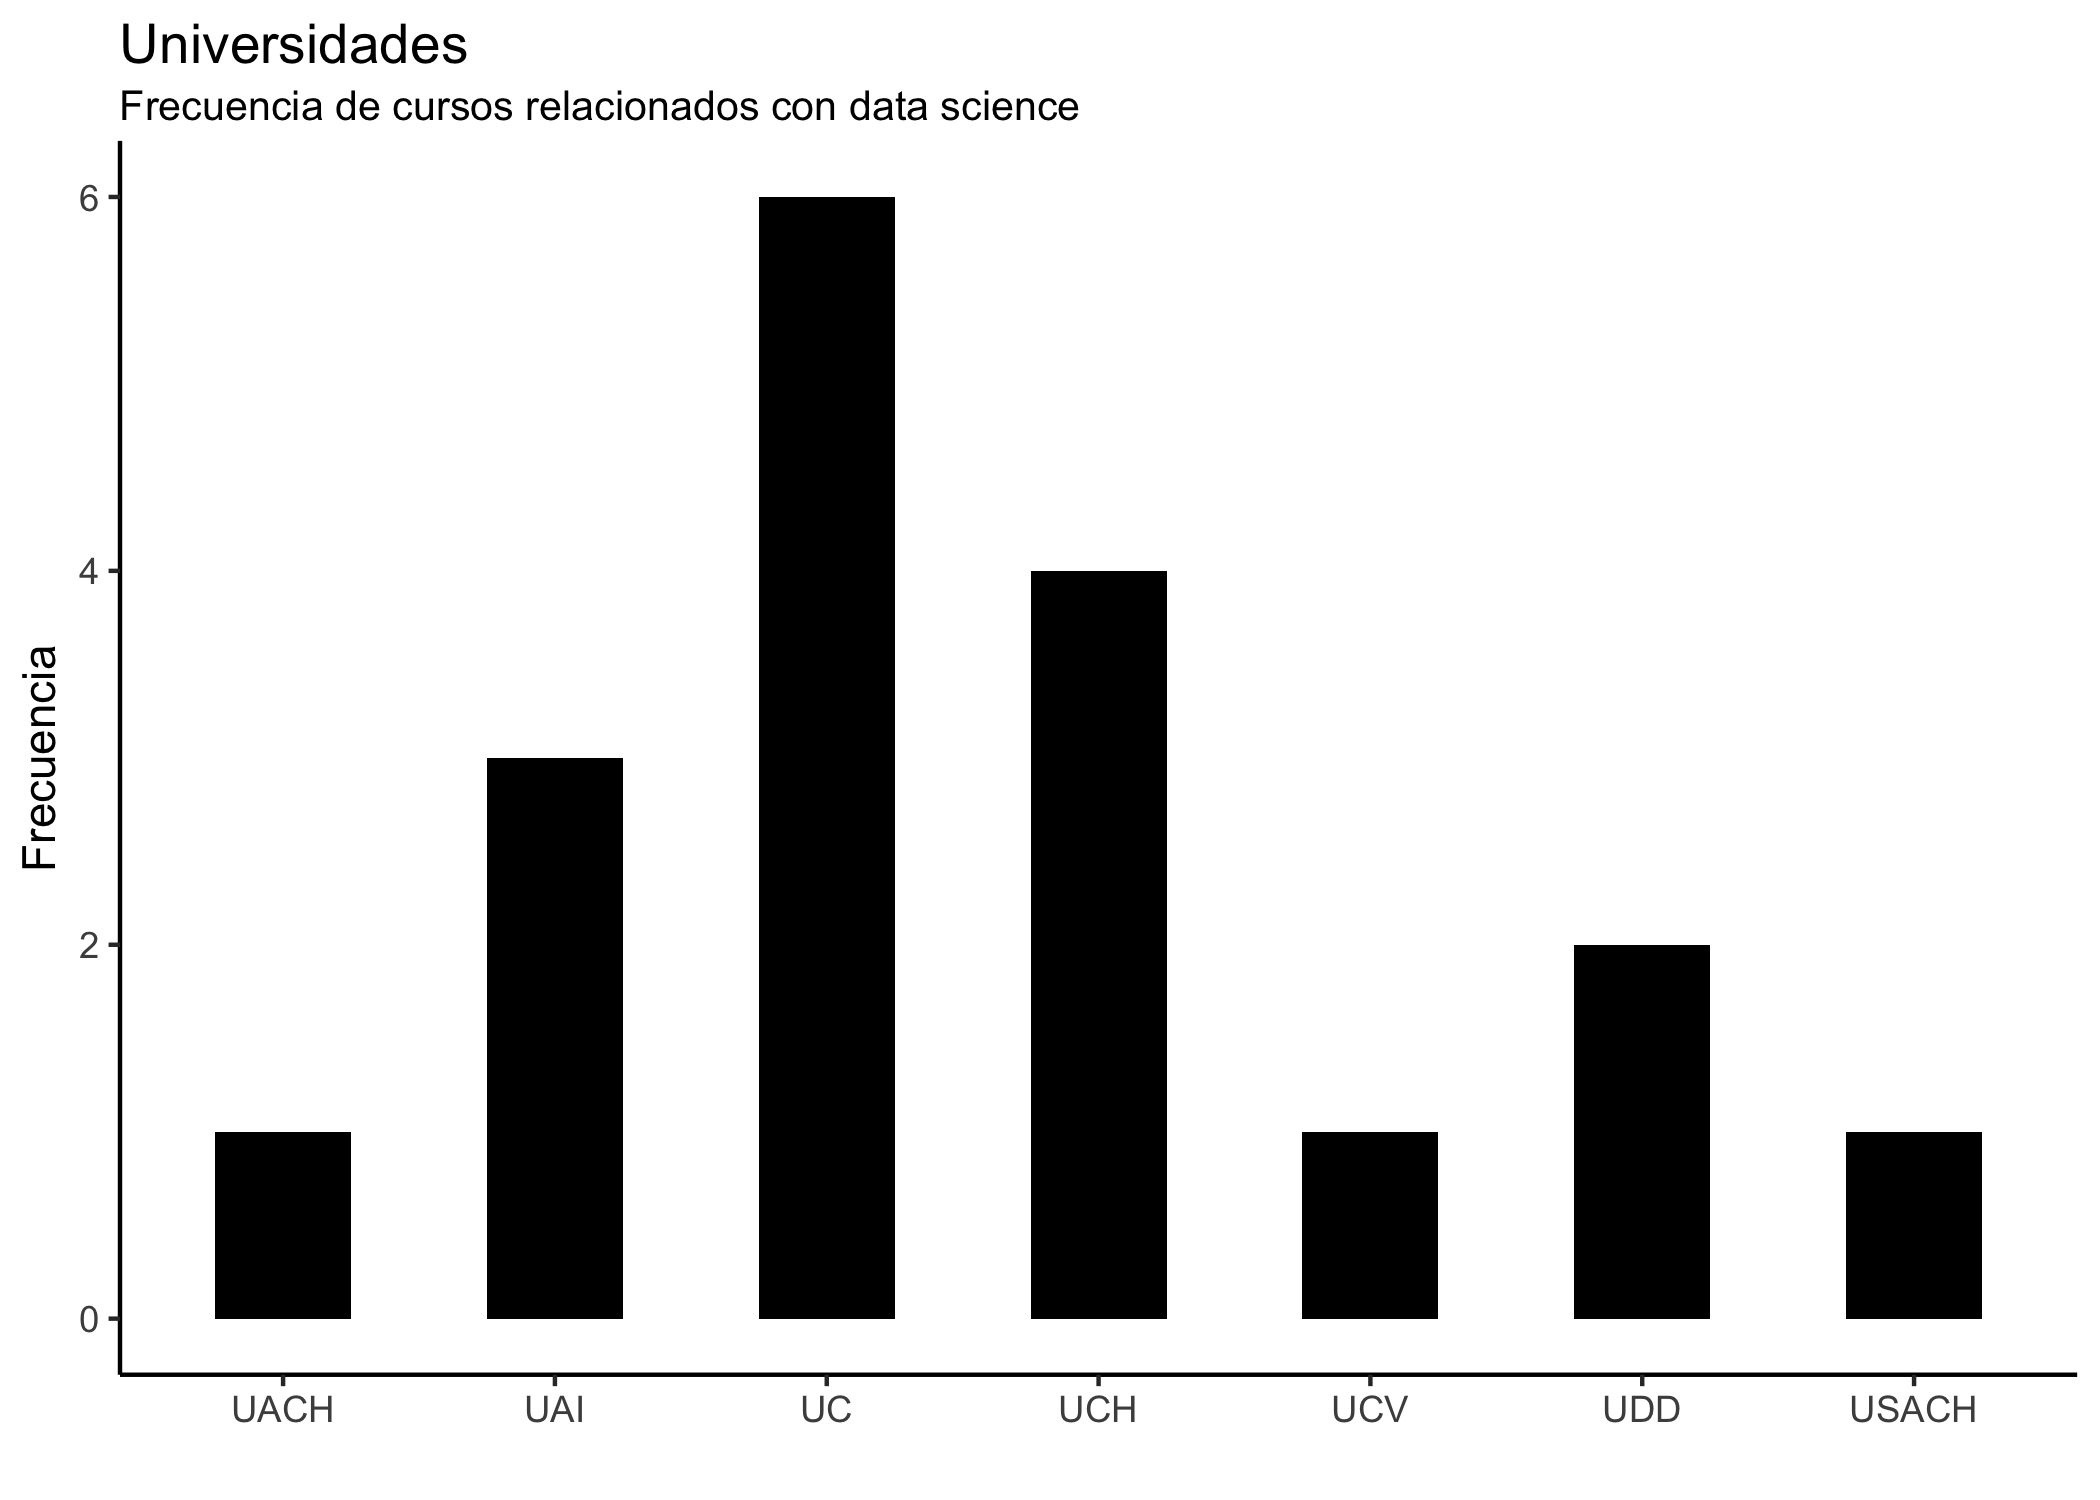 Universidades
Frecuencia de cursos relacionados con data science
Frecuencia
6
4
2
0
UACH UAI UC UCH UCV UDD USACH